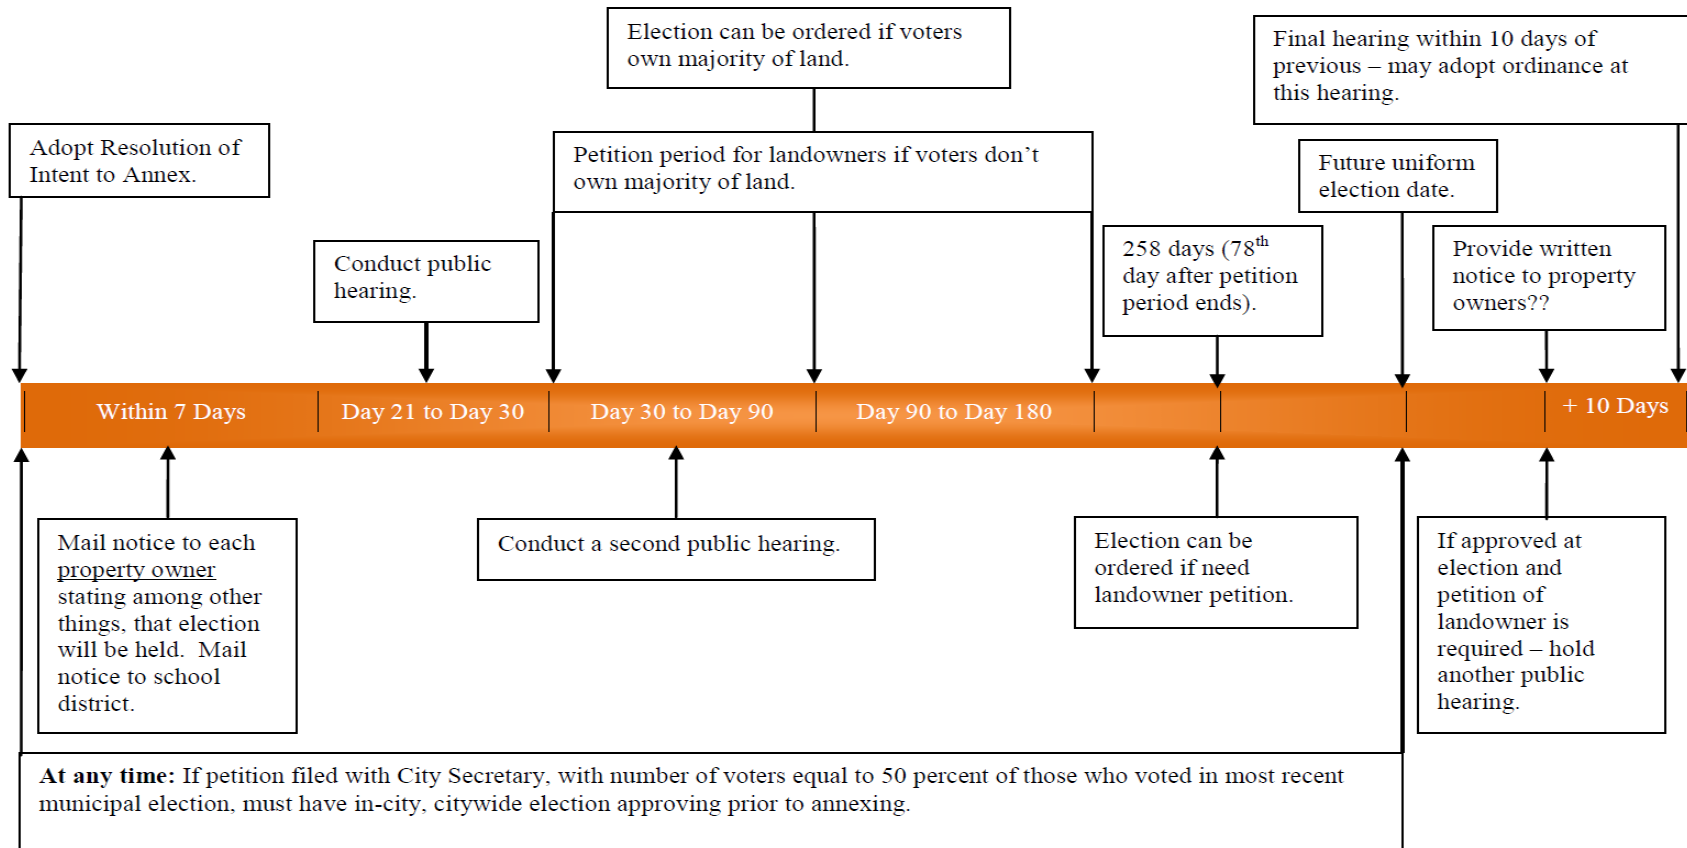 Election can be ordered if voters
own majority of land.
Final hearing within 10 days of
previous – may adopt ordinance at
this hearing.
Adopt Resolution of
Intent to Annex.
Petition period for landowners if voters don’t
own majority of land.
Future uniform
election date.
Conduct public
hearing.
258 days (78th
day after petition
period ends).
Provide written
notice to property
owners??
Within 7 Days
Day 21 to Day 30
Day 30 to Day 90
Day 90 to Day 180
+ 10 Days
Mail notice to each
property owner
stating among other
things, that election
will be held.  Mail
notice to school
district.
Conduct a second public hearing.
Election can be
ordered if need
landowner petition.
If approved at
election and
petition of
landowner is
required – hold
another public
hearing.
At any time: If petition filed with City Secretary, with number of voters equal to 50 percent of those who voted in most recent
municipal election, must have in-city, citywide election approving prior to annexing.